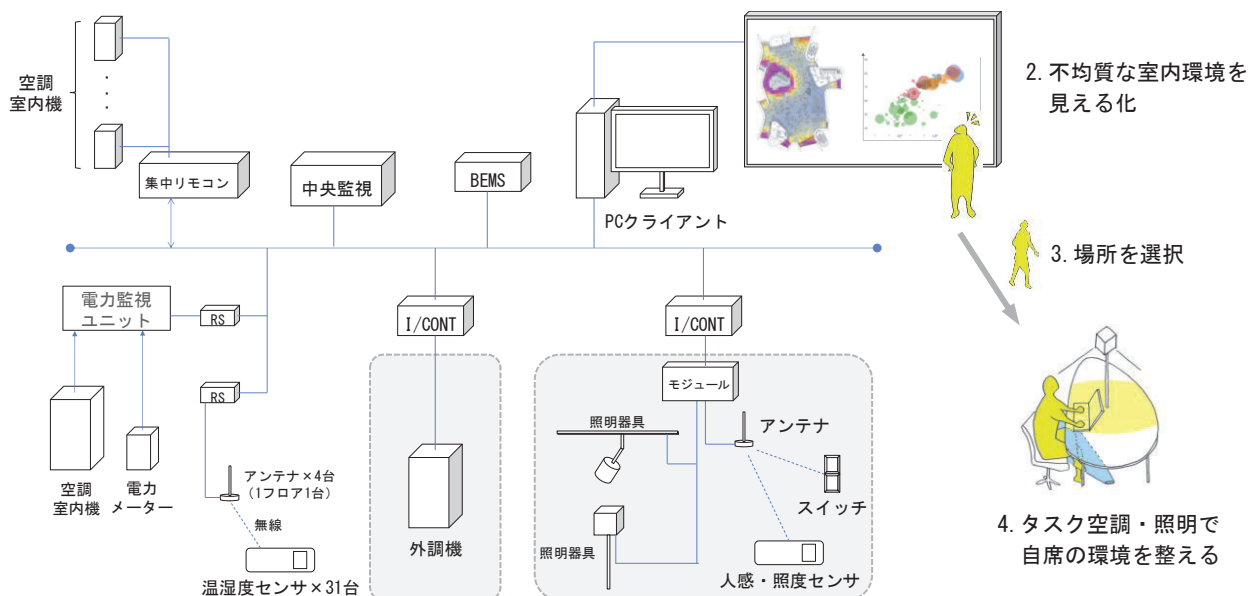 空調
室内機
集中リモコン
中央監視
BEMS
PCクライアント
2. 不均質な室内環境を
見える化
3. 場所を選択
電力監視
ユニット
RS
I/CONT
I/CONT
RS
モジュール
照明器具
アンテナ
アンテナ×4台
(1フロア1台)
空調
室内機
電力
メーター
無線
温湿度センサ×31台
外調機
照明器具
スイッチ
人感・照度センサ
4. タスク空調・照明で
自席の環境を整える